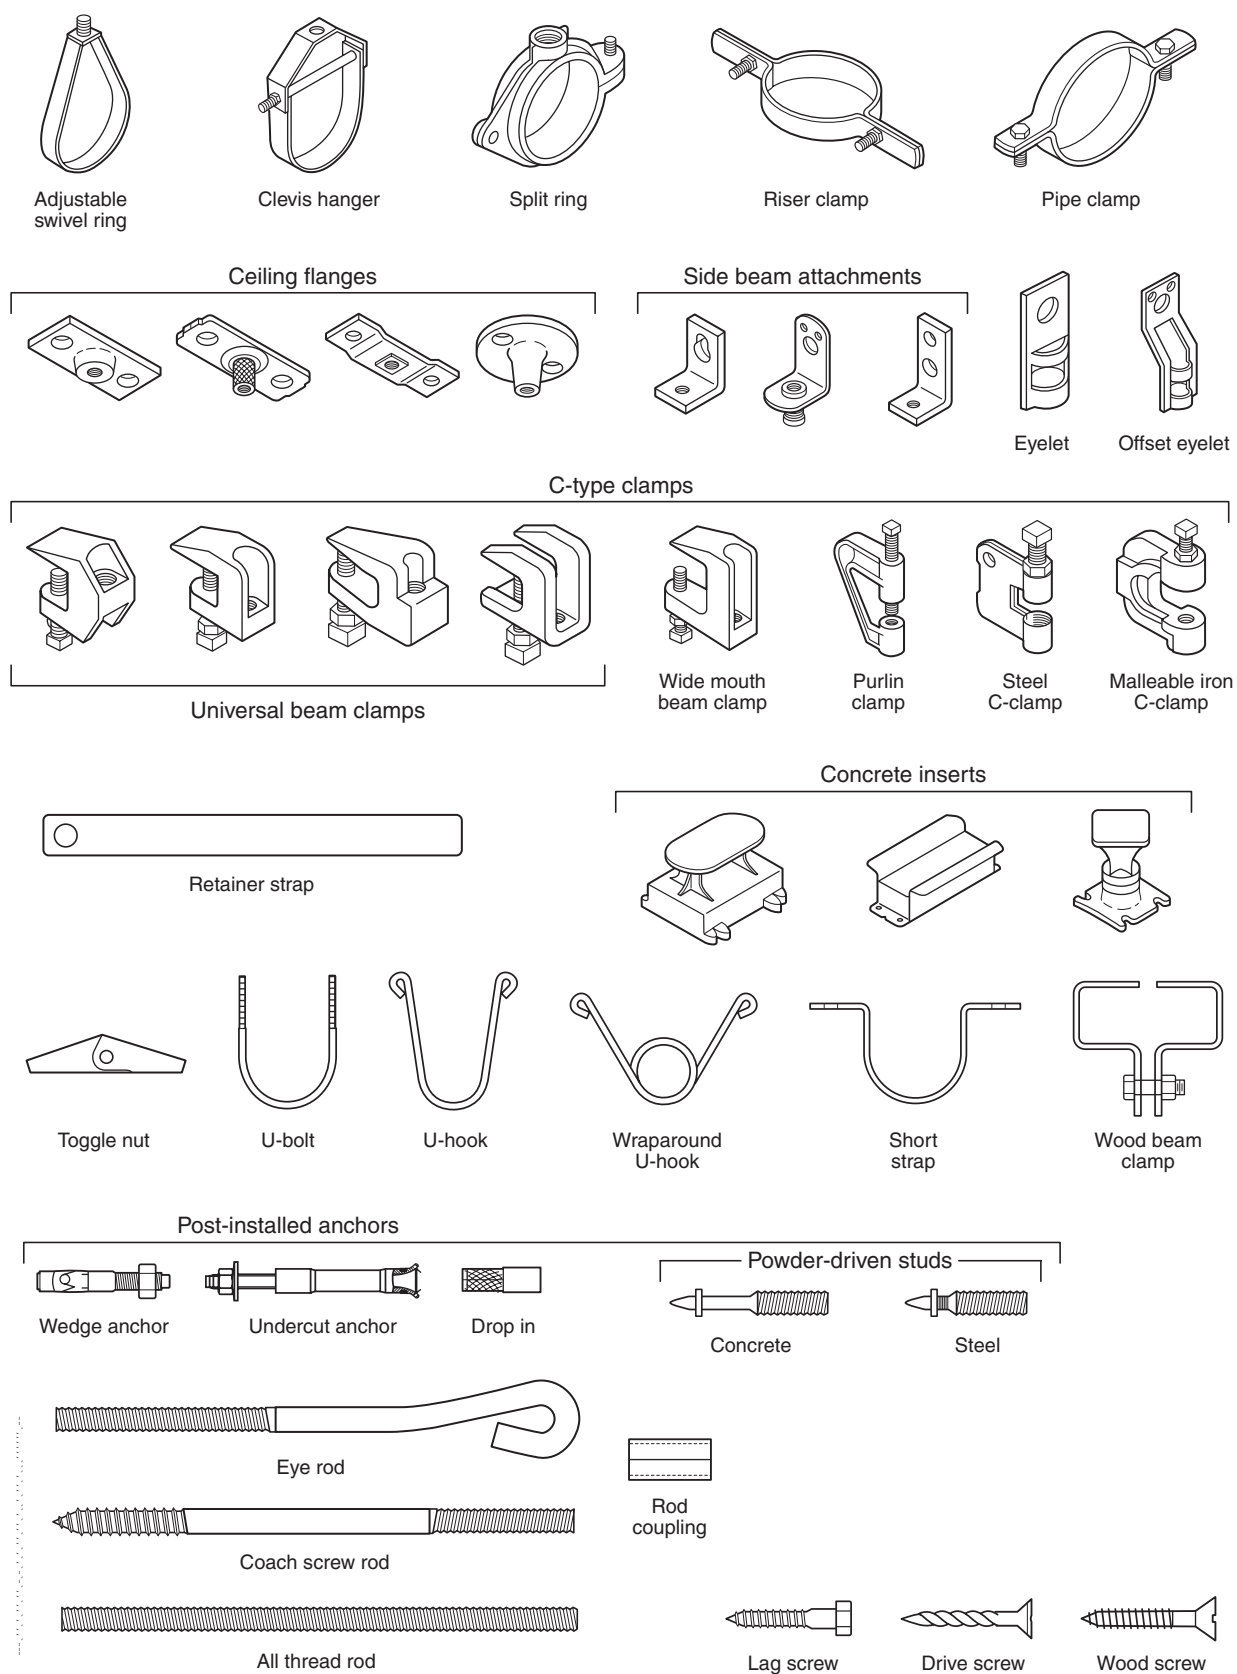 Adjustable
swivel ring
Clevis hanger
Split ring
Riser clamp
Pipe clamp
Ceiling flanges
Side beam attachments
Eyelet
Offset eyelet
C-type clamps
Wide mouth
beam clamp
Purlin
clamp
Steel
C-clamp
Malleable iron
C-clamp
Universal beam clamps
Concrete inserts
Retainer strap
Toggle nut
U-bolt
U-hook
Wraparound
U-hook
Short
strap
Wood beam
clamp
Post-installed anchors
Powder-driven studs
Wedge anchor
Undercut anchor
Drop in
Concrete
Steel
Eye rod
Rod
coupling
Coach screw rod
All thread rod
Lag screw
Drive screw
Wood screw